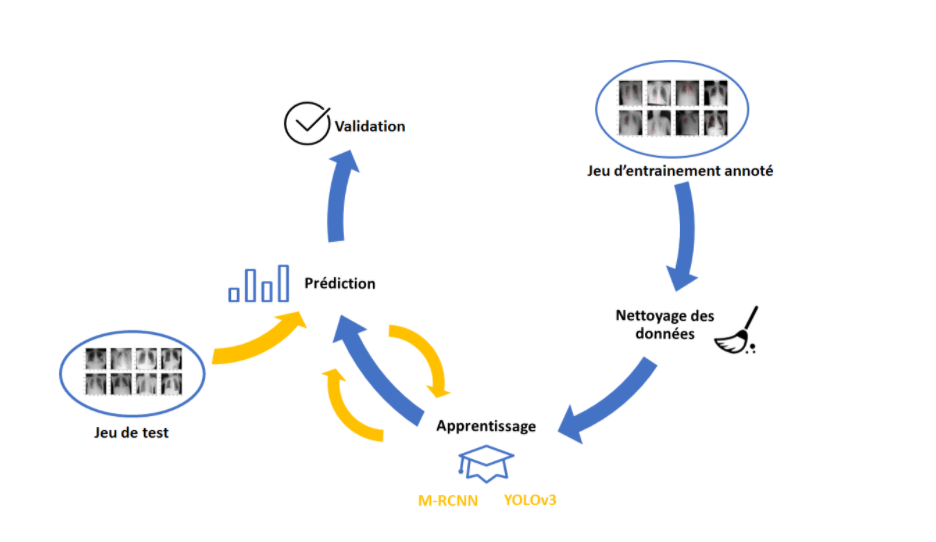 Validation
Jeu d'entrainement annoté
Prédiction
Nettoyage des
données
Jeu de test
Apprentissage
M-RCNN
YOLOv3